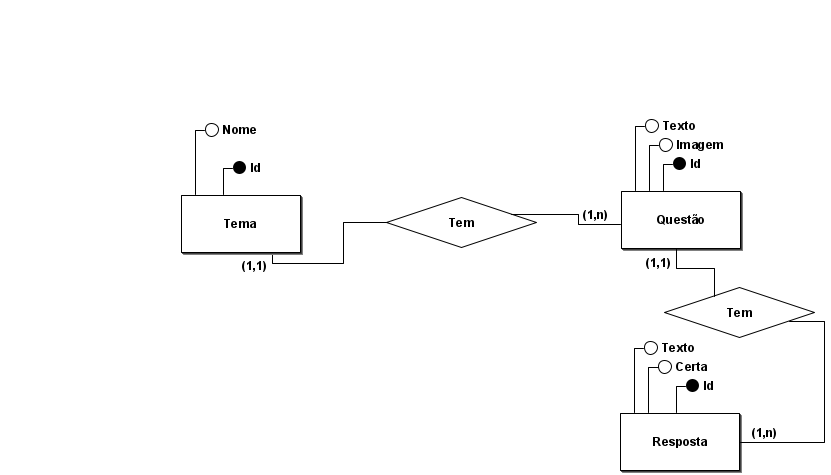 Nome
Id
Tema
(1,1)
Tem
(1,n)
Texto
Imagem
Id
Questão
(1,1)
Tem
Texto
Certa
Id
Resposta
(1,n)